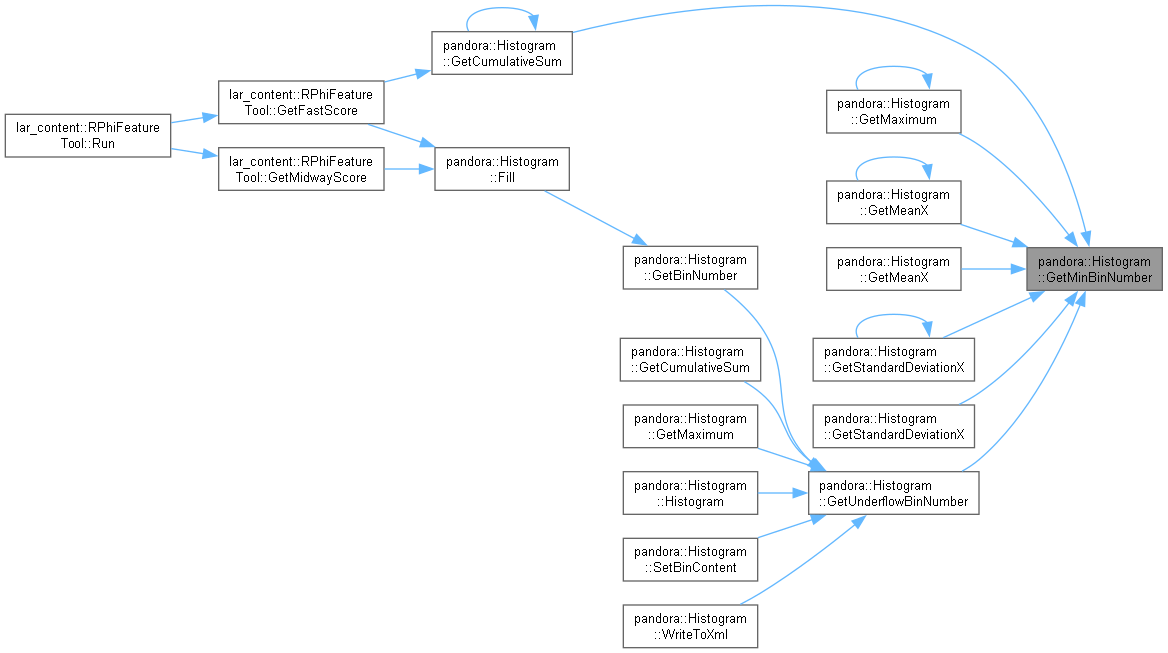 pandora::Histogram
::GetCumulativeSum
lar_content::RPhiFeature
Tool::GetFastScore
lar_content::RPhiFeature
Tool::Run
lar_content::RPhiFeature
Tool::GetMidwayScore
pandora::Histogram
::Fill
pandora::Histogram
::GetMaximum
pandora::Histogram
::GetMeanX
pandora::Histogram
::GetMeanX
pandora::Histogram
::GetMinBinNumber
pandora::Histogram
::GetBinNumber
pandora::Histogram
::GetCumulativeSum
pandora::Histogram
::GetStandardDeviationX
pandora::Histogram
::GetMaximum
pandora::Histogram
::GetStandardDeviationX
pandora::Histogram
::Histogram
pandora::Histogram
::GetUnderflowBinNumber
pandora::Histogram
::SetBinContent
pandora::Histogram
::WriteToXml